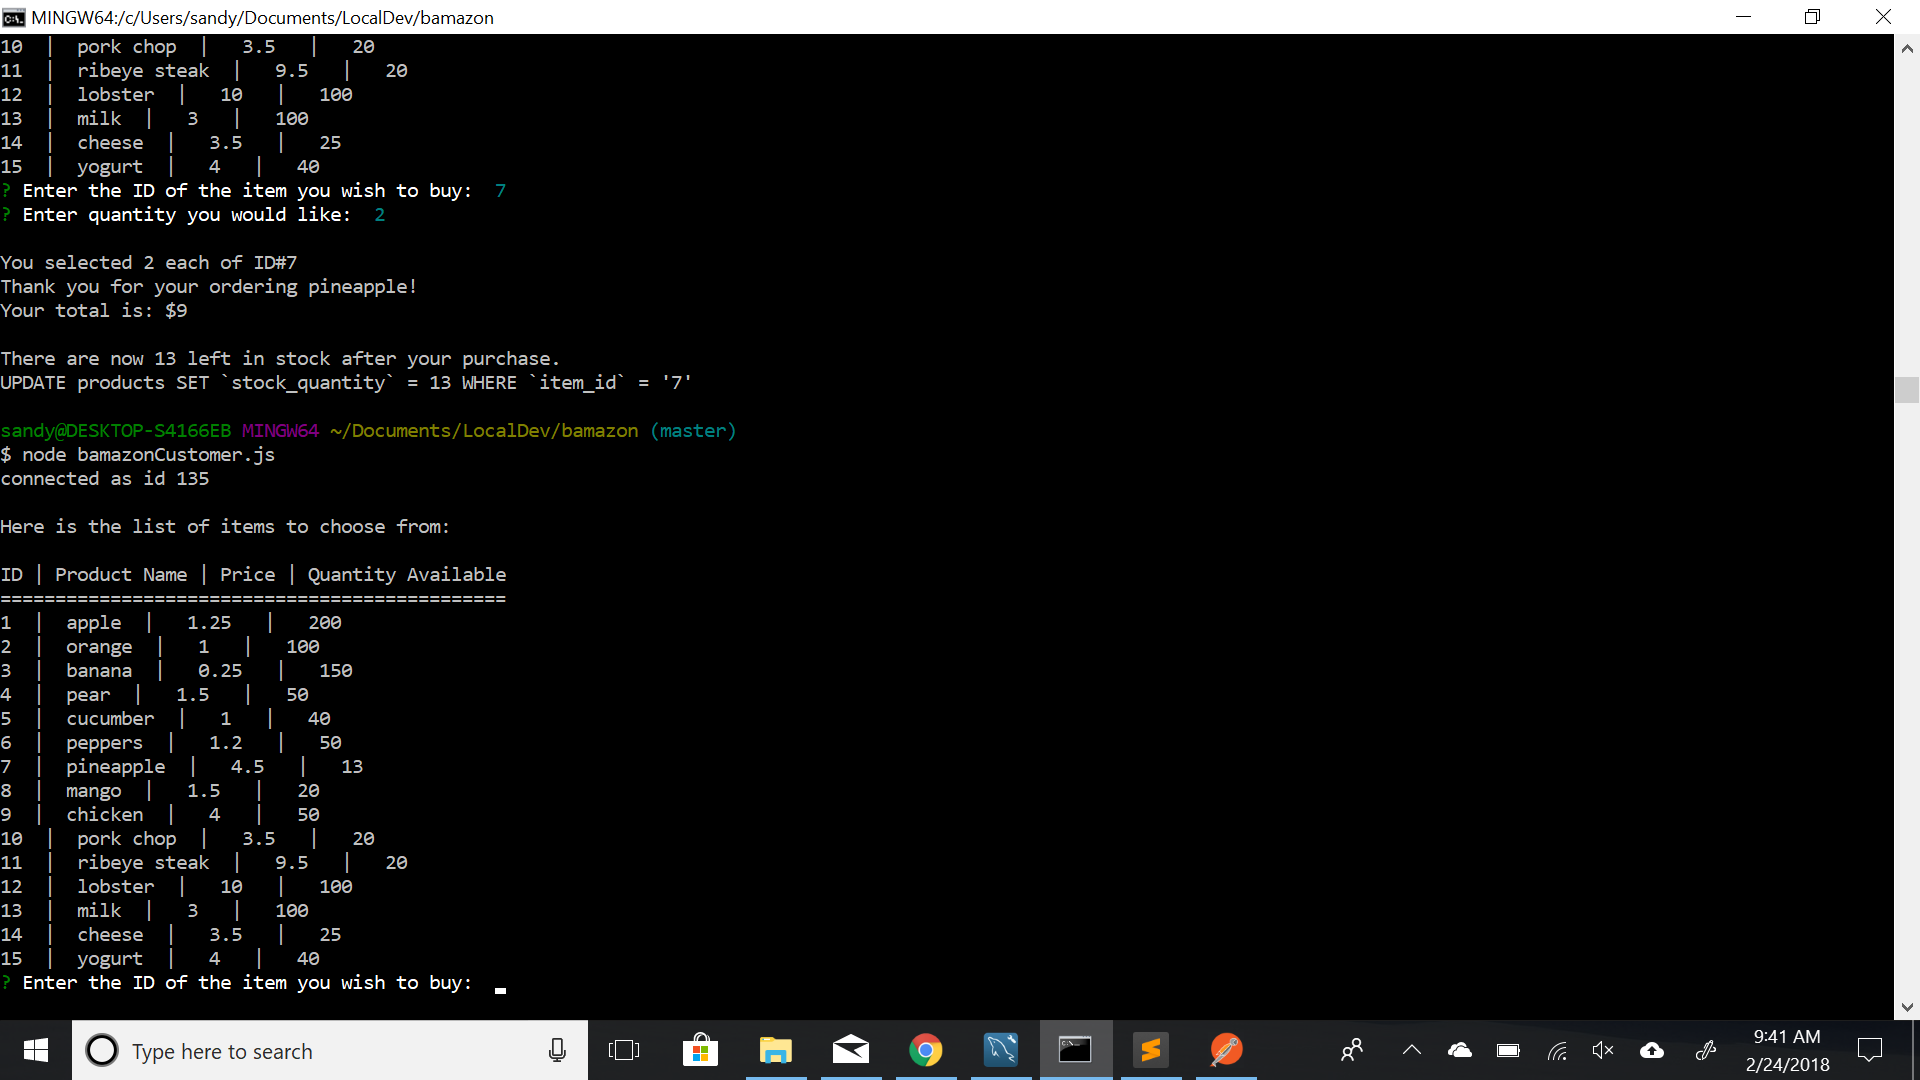 MINGW64:/c/Users/sandy/Documents/LocalDev/bamazon
10  |  pork chop  |   3.5   |   20
11  |  ribeye steak  |   9.5   |   20
12  |  lobster  |   10   |   100
13  |  milk  |   3   |   100
14  |  cheese  |   3.5   |   25
15  |  yogurt  |   4   |   40
? Enter the ID of the item you wish to buy:  7
? Enter quantity you would like:  2
You selected 2 each of ID#7
Thank you for your ordering pineapple!
Your total is: $9
There are now 13 left in stock after your purchase.
UPDATE products SET `stock_quantity` = 13 WHERE `item_id` = '7'
sandy@DESKTOP-S4166EB MINGW64 ~/Documents/LocalDev/bamazon (master)
$ node bamazonCustomer.js
connected as id 135
Here is the list of items to choose from:
ID | Product Name | Price | Quantity Available
==============================================
1  |  apple  |   1.25   |   200
2  |  orange  |   1   |   100
3  |  banana  |   0.25   |   150
4  |  pear  |   1.5   |   50
5  |  cucumber  |   1   |   40
6  |  peppers  |   1.2   |   50
7  |  pineapple  |   4.5   |   13
8  |  mango  |   1.5   |   20
9  |  chicken  |   4   |   50
10  |  pork chop  |   3.5   |   20
11  |  ribeye steak  |   9.5   |   20
12  |  lobster  |   10   |   100
13  |  milk  |   3   |   100
14  |  cheese  |   3.5   |   25
15  |  yogurt  |   4   |   40
? Enter the ID of the item you wish to buy:
Type here to search
9:41 AM
2/24/2018